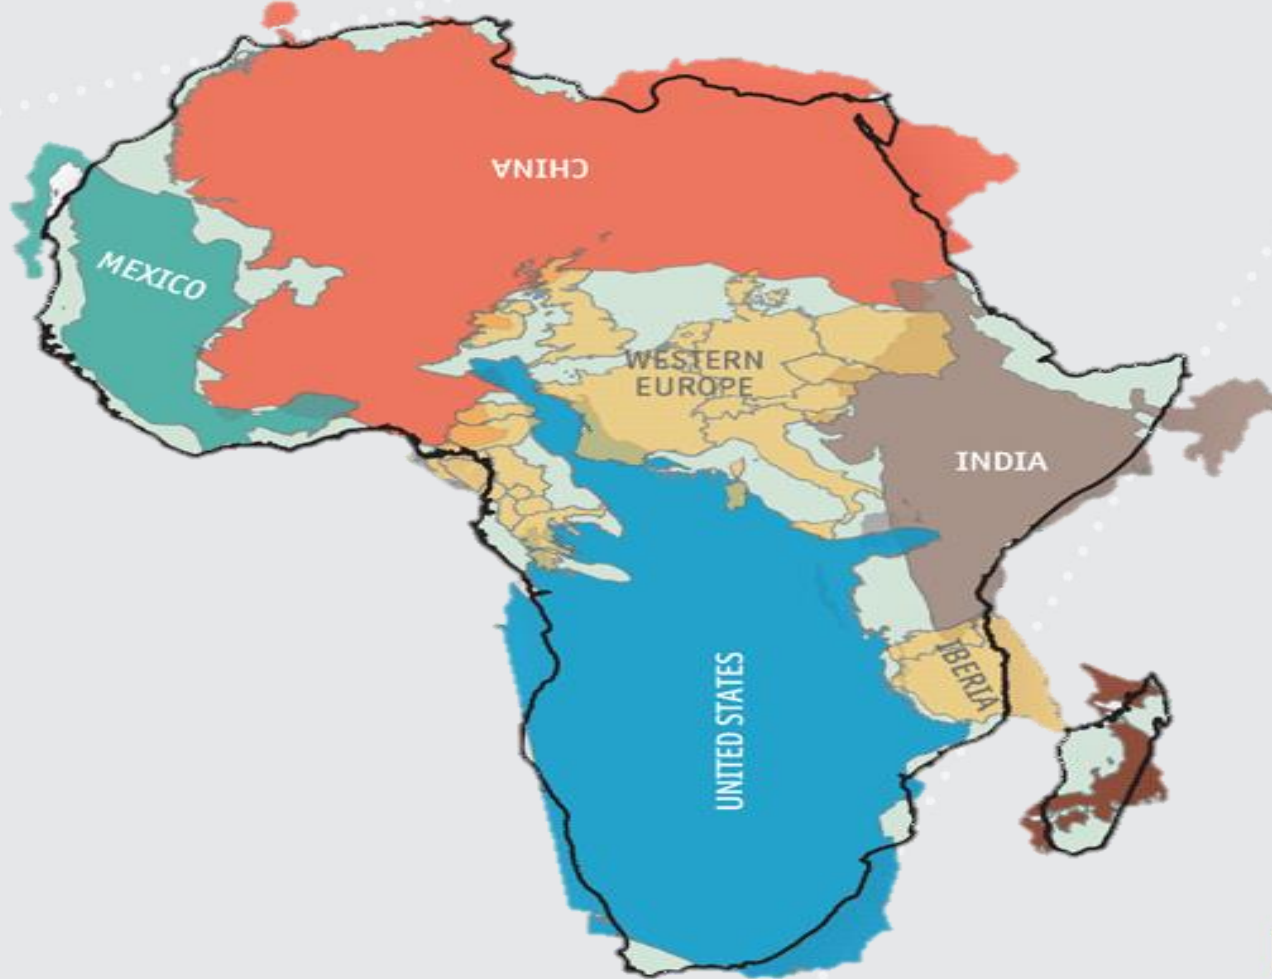 CHINA
MEXICO
WESTERN
EUROPE
INDIA
IBERIA
UNITED STATES